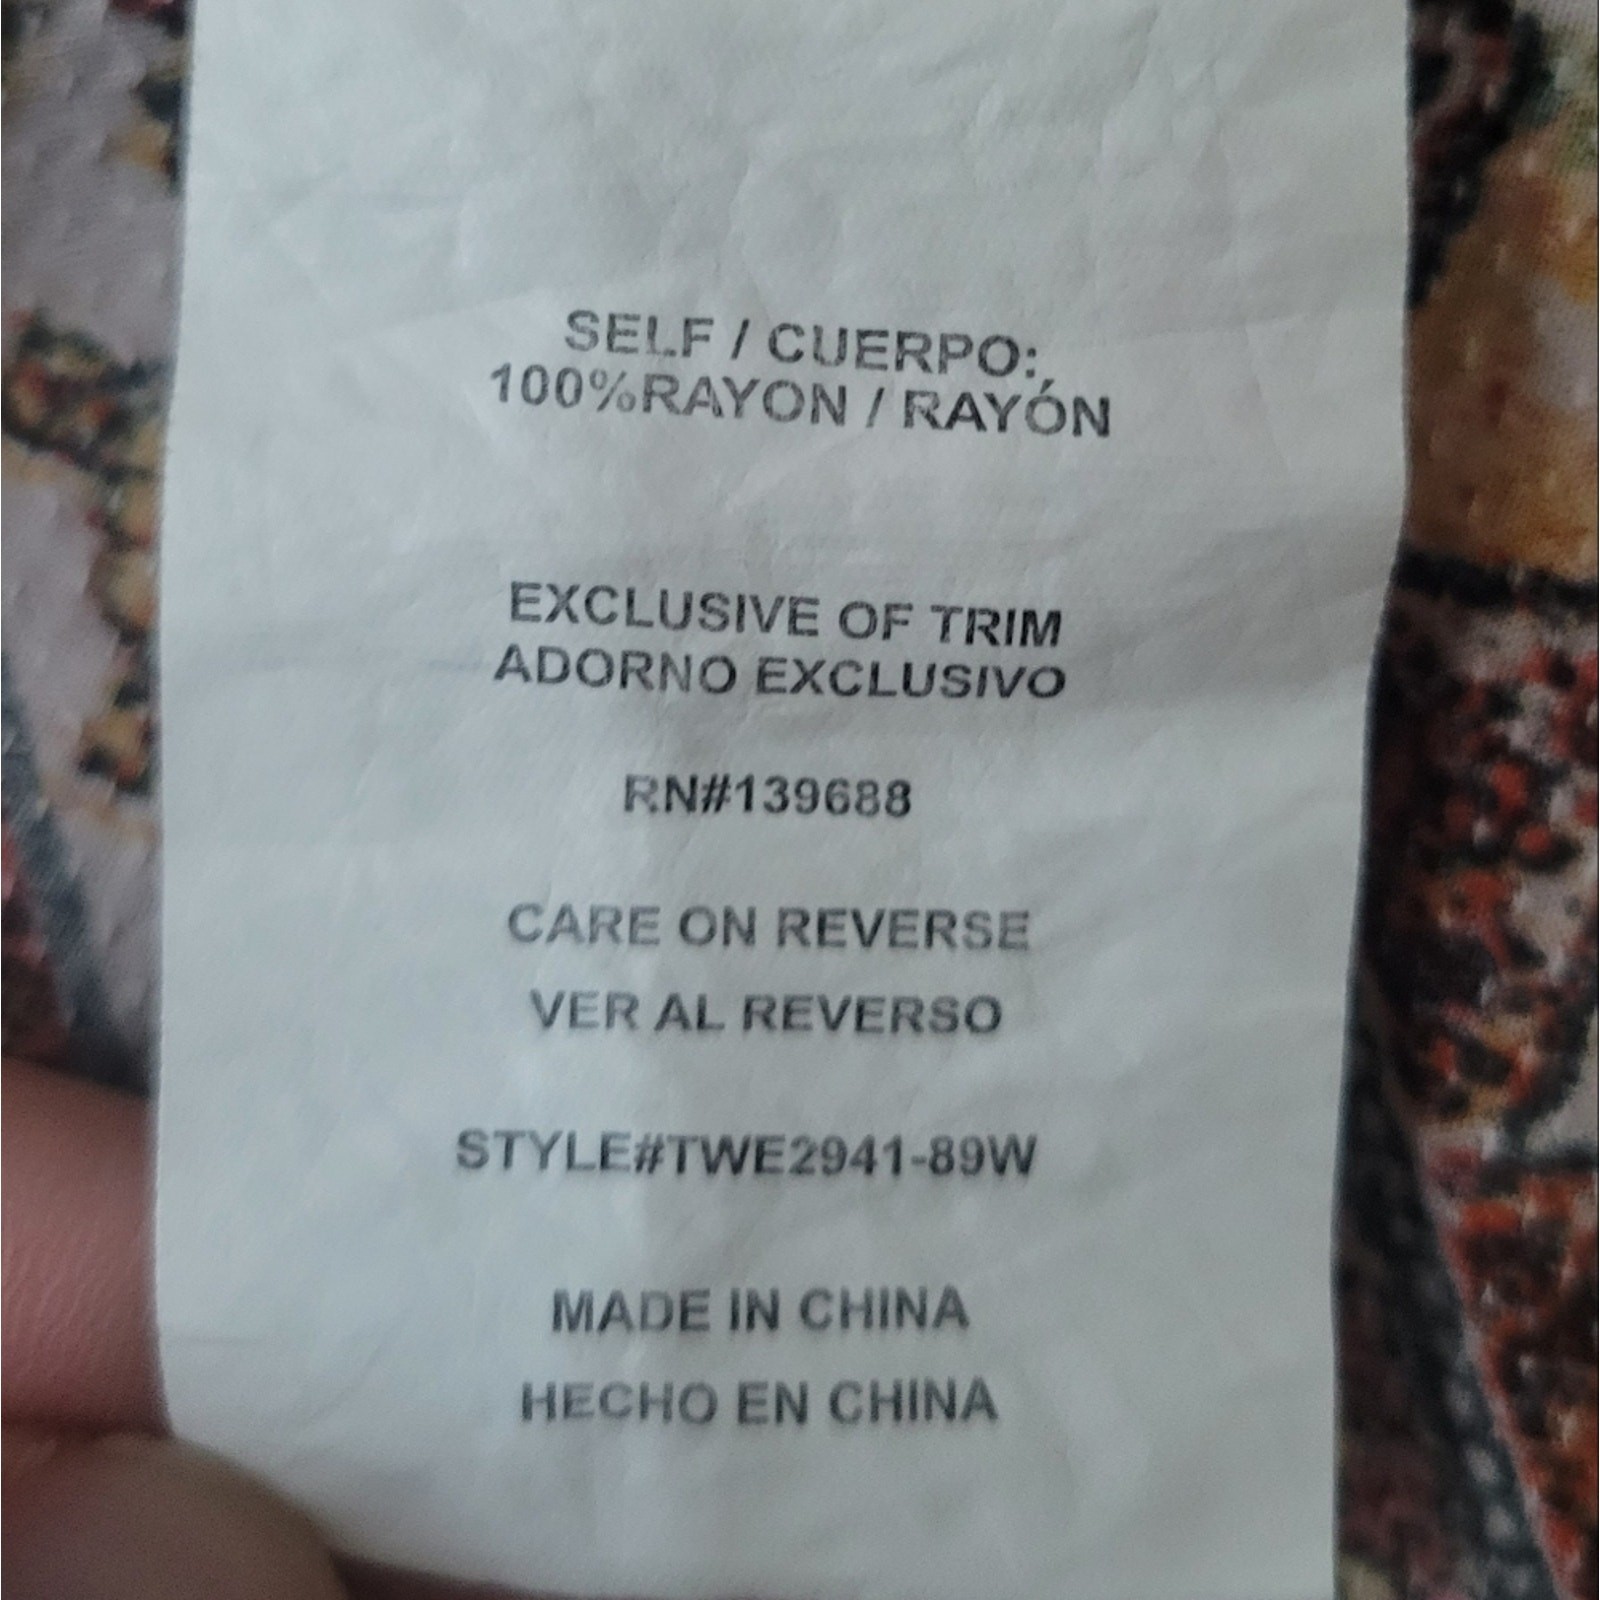 SELF / CUERPO:
100%RAYON / RAYÓN
EXCLUSIVE OF TRIM
ADORNO EXCLUSIVO
RN#139688
CARE ON REVERSE
VER AL REVERSO
STYLE#TWE2941-89W
MADE IN CHINA
HECHO EN CHINA